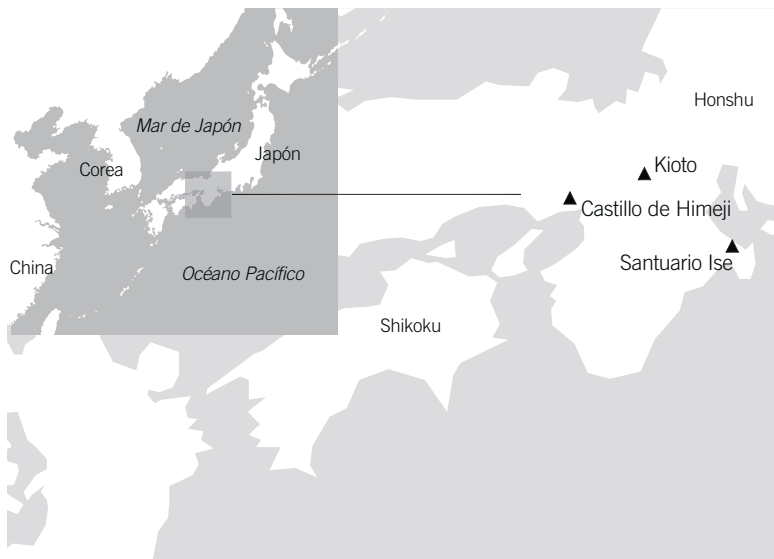 Honshu
Mar de Japón
Japón
Corea
Kioto
Castillo de Himeji
Santuario Ise
China
Océano Pacífico
Shikoku